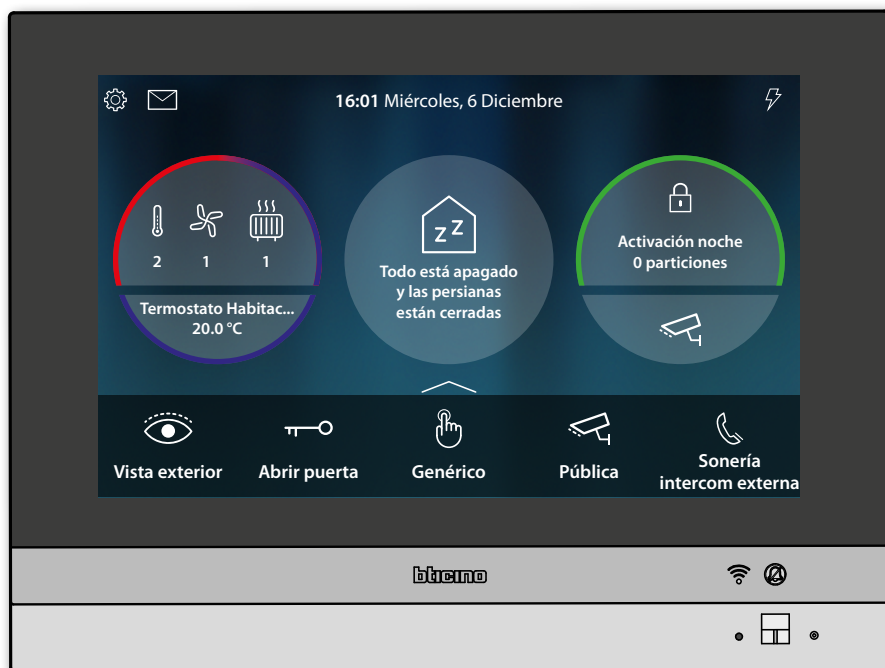 16:01 Miércoles, 6 Diciembre
2 1 1
Termostato Habitac...
20.0 °C
z Z
Todo está apagado
y las persianas
están cerradas
Activación noche
0 particiones
Vista exterior
Abrir puerta
Genérico
Pública
Sonería
intercom externa
bticino